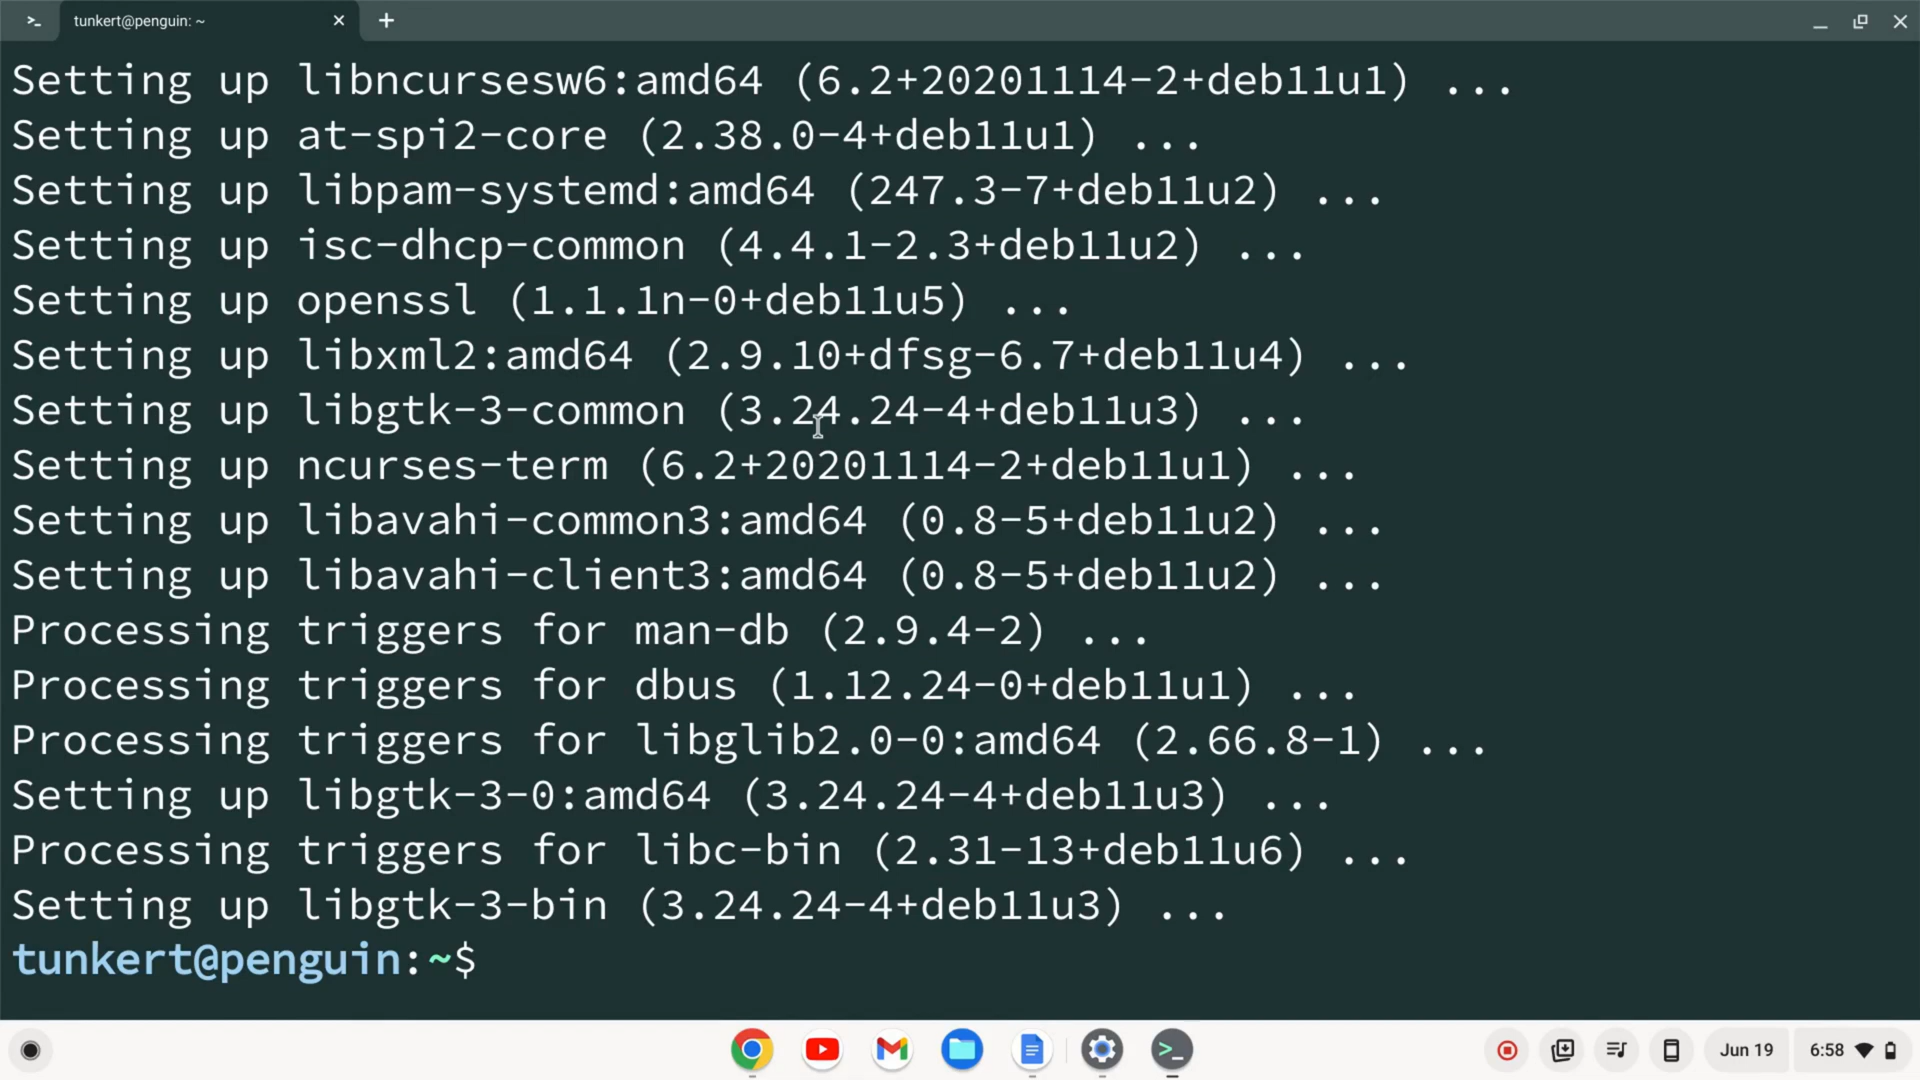 >_ tunkert@penguin: ~
Setting up libncursesw6:amd64 (6.2+20201114-2+deb11u1) ...
Setting up at-spi2-core (2.38.0-4+deb11u1) ...
Setting up libpam-systemd:amd64 (247.3-7+deb11u2) ...
Setting up isc-dhcp-common (4.4.1-2.3+deb11u2) ...
Setting up openssl (1.1.1n-0+deb11u5) ...
Setting up libxml2:amd64 (2.9.10+dfsg-6.7+deb11u4) ...
Setting up libgtk-3-common (3.24.24-4+deb11u3) ...
Setting up ncurses-term (6.2+20201114-2+deb11u1) ...
Setting up libavahi-common3:amd64 (0.8-5+deb11u2) ...
Setting up libavahi-client3:amd64 (0.8-5+deb11u2) ...
Processing triggers for man-db (2.9.4-2) ...
Processing triggers for dbus (1.12.24-0+deb11u1) ...
Processing triggers for libglib2.0-0:amd64 (2.66.8-1) ...
Setting up libgtk-3-0:amd64 (3.24.24-4+deb11u3) ...
Processing triggers for libc-bin (2.31-13+deb11u6) ...
Setting up libgtk-3-bin (3.24.24-4+deb11u3) ...
tunkert@penguin:~$
Jun 19 6:58